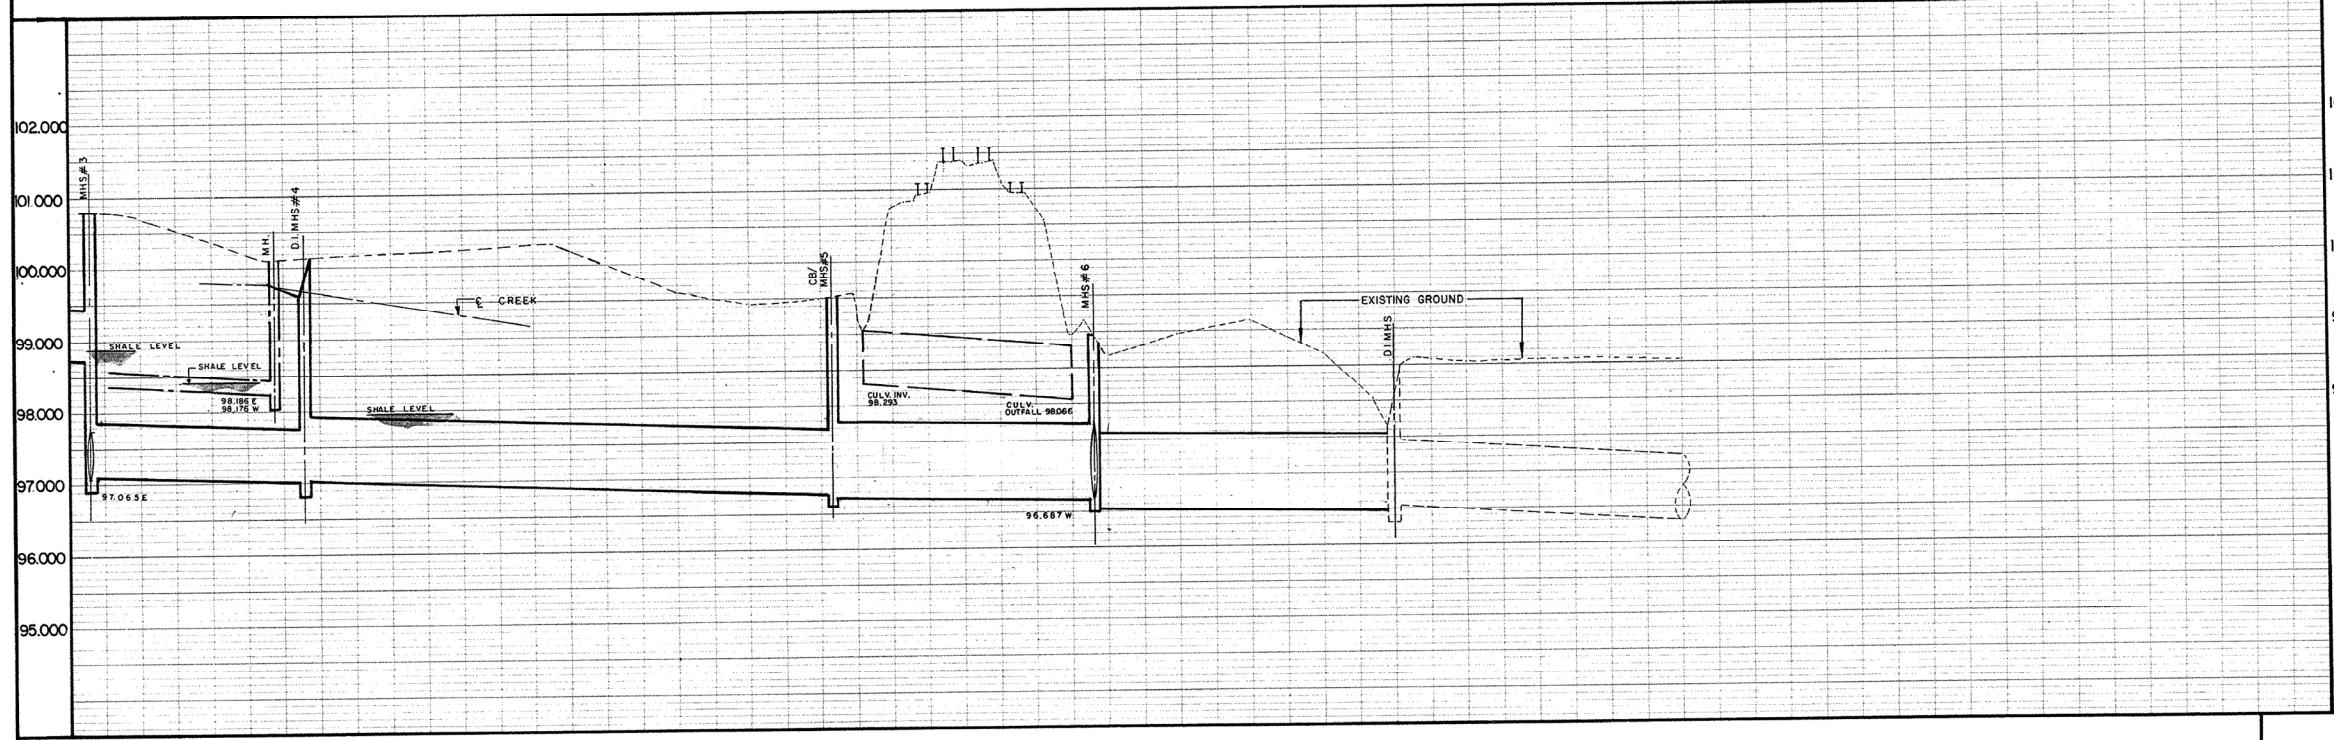 102.000
101.000
100.000
99.000
98.000
97.000
96.000
95.000
MHS#3
MH.
D.I.MHS#4
CB/
MHS#5
MHS#6
D I MHS
℄ CREEK
EXISTING GROUND
SHALE LEVEL
SHALE LEVEL
98.186 E
98.176 W
SHALE LEVEL
CULV. INV.
98.293
CULV.
OUTFALL 98.066
97.065E
96.687 W